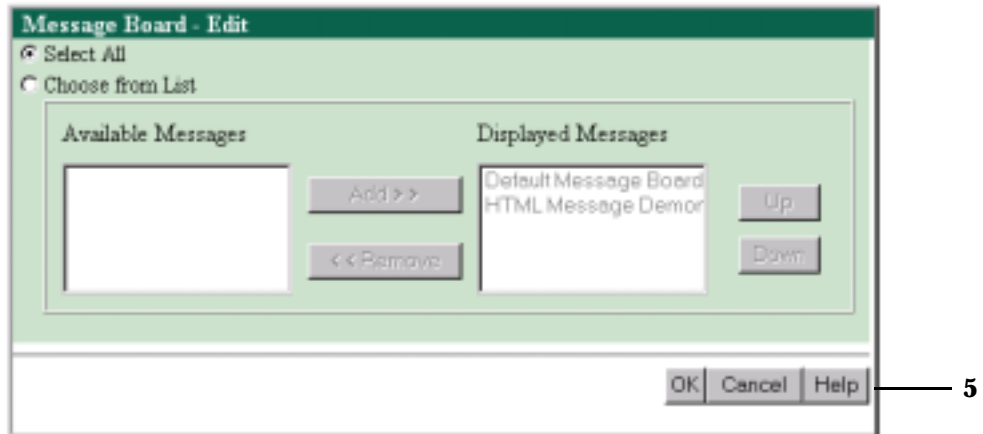 Message Board - Edit
Select All
Choose from List
Available Messages
Displayed Messages
Add >>
Default Message Board
HTML Message Demor
Up
<< Remove
Down
OK Cancel Help
5